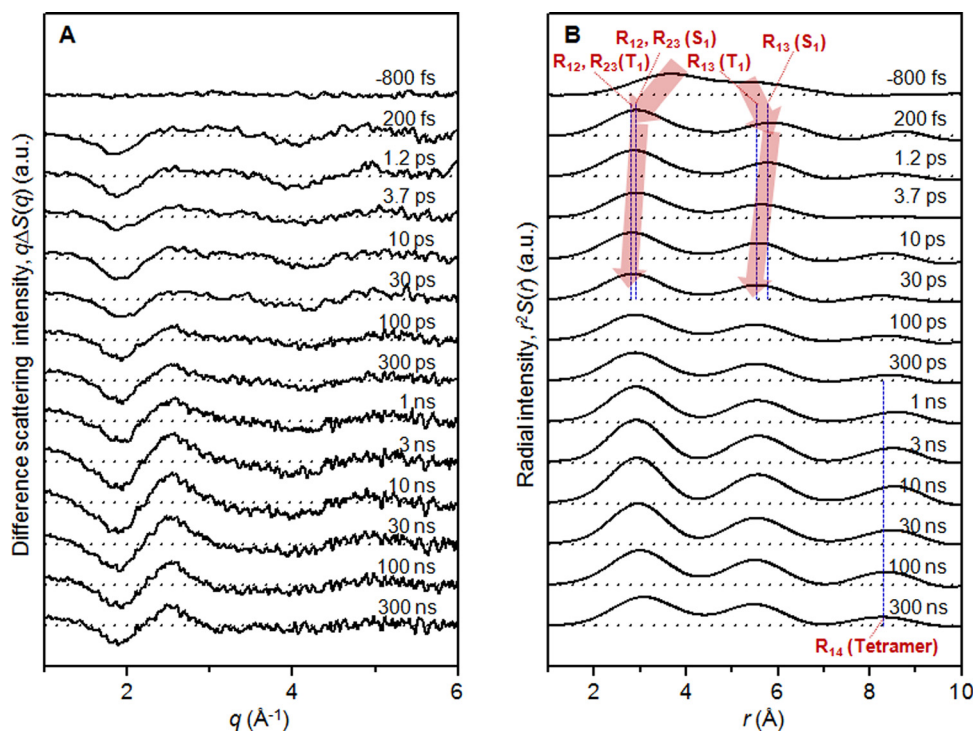 A
-800 fs
200 fs
1.2 ps
3.7 ps
10 ps
30 ps
100 ps
300 ps
1 ns
3 ns
10 ns
30 ns
100 ns
300 ns
Difference scattering intensity, qΔS(q) (a.u.)
2
4
6
q (Å⁻¹)
B
R₁₂, R₂₃ (S₁)
R₁₃ (S₁)
R₁₂, R₂₃(T₁)
R₁₃ (T₁)
-800 fs
200 fs
1.2 ps
3.7 ps
10 ps
30 ps
100 ps
300 ps
1 ns
3 ns
10 ns
30 ns
100 ns
300 ns
R₁₄ (Tetramer)
Radial intensity, r²S(r) (a.u.)
2
4
6
8
10
r (Å)